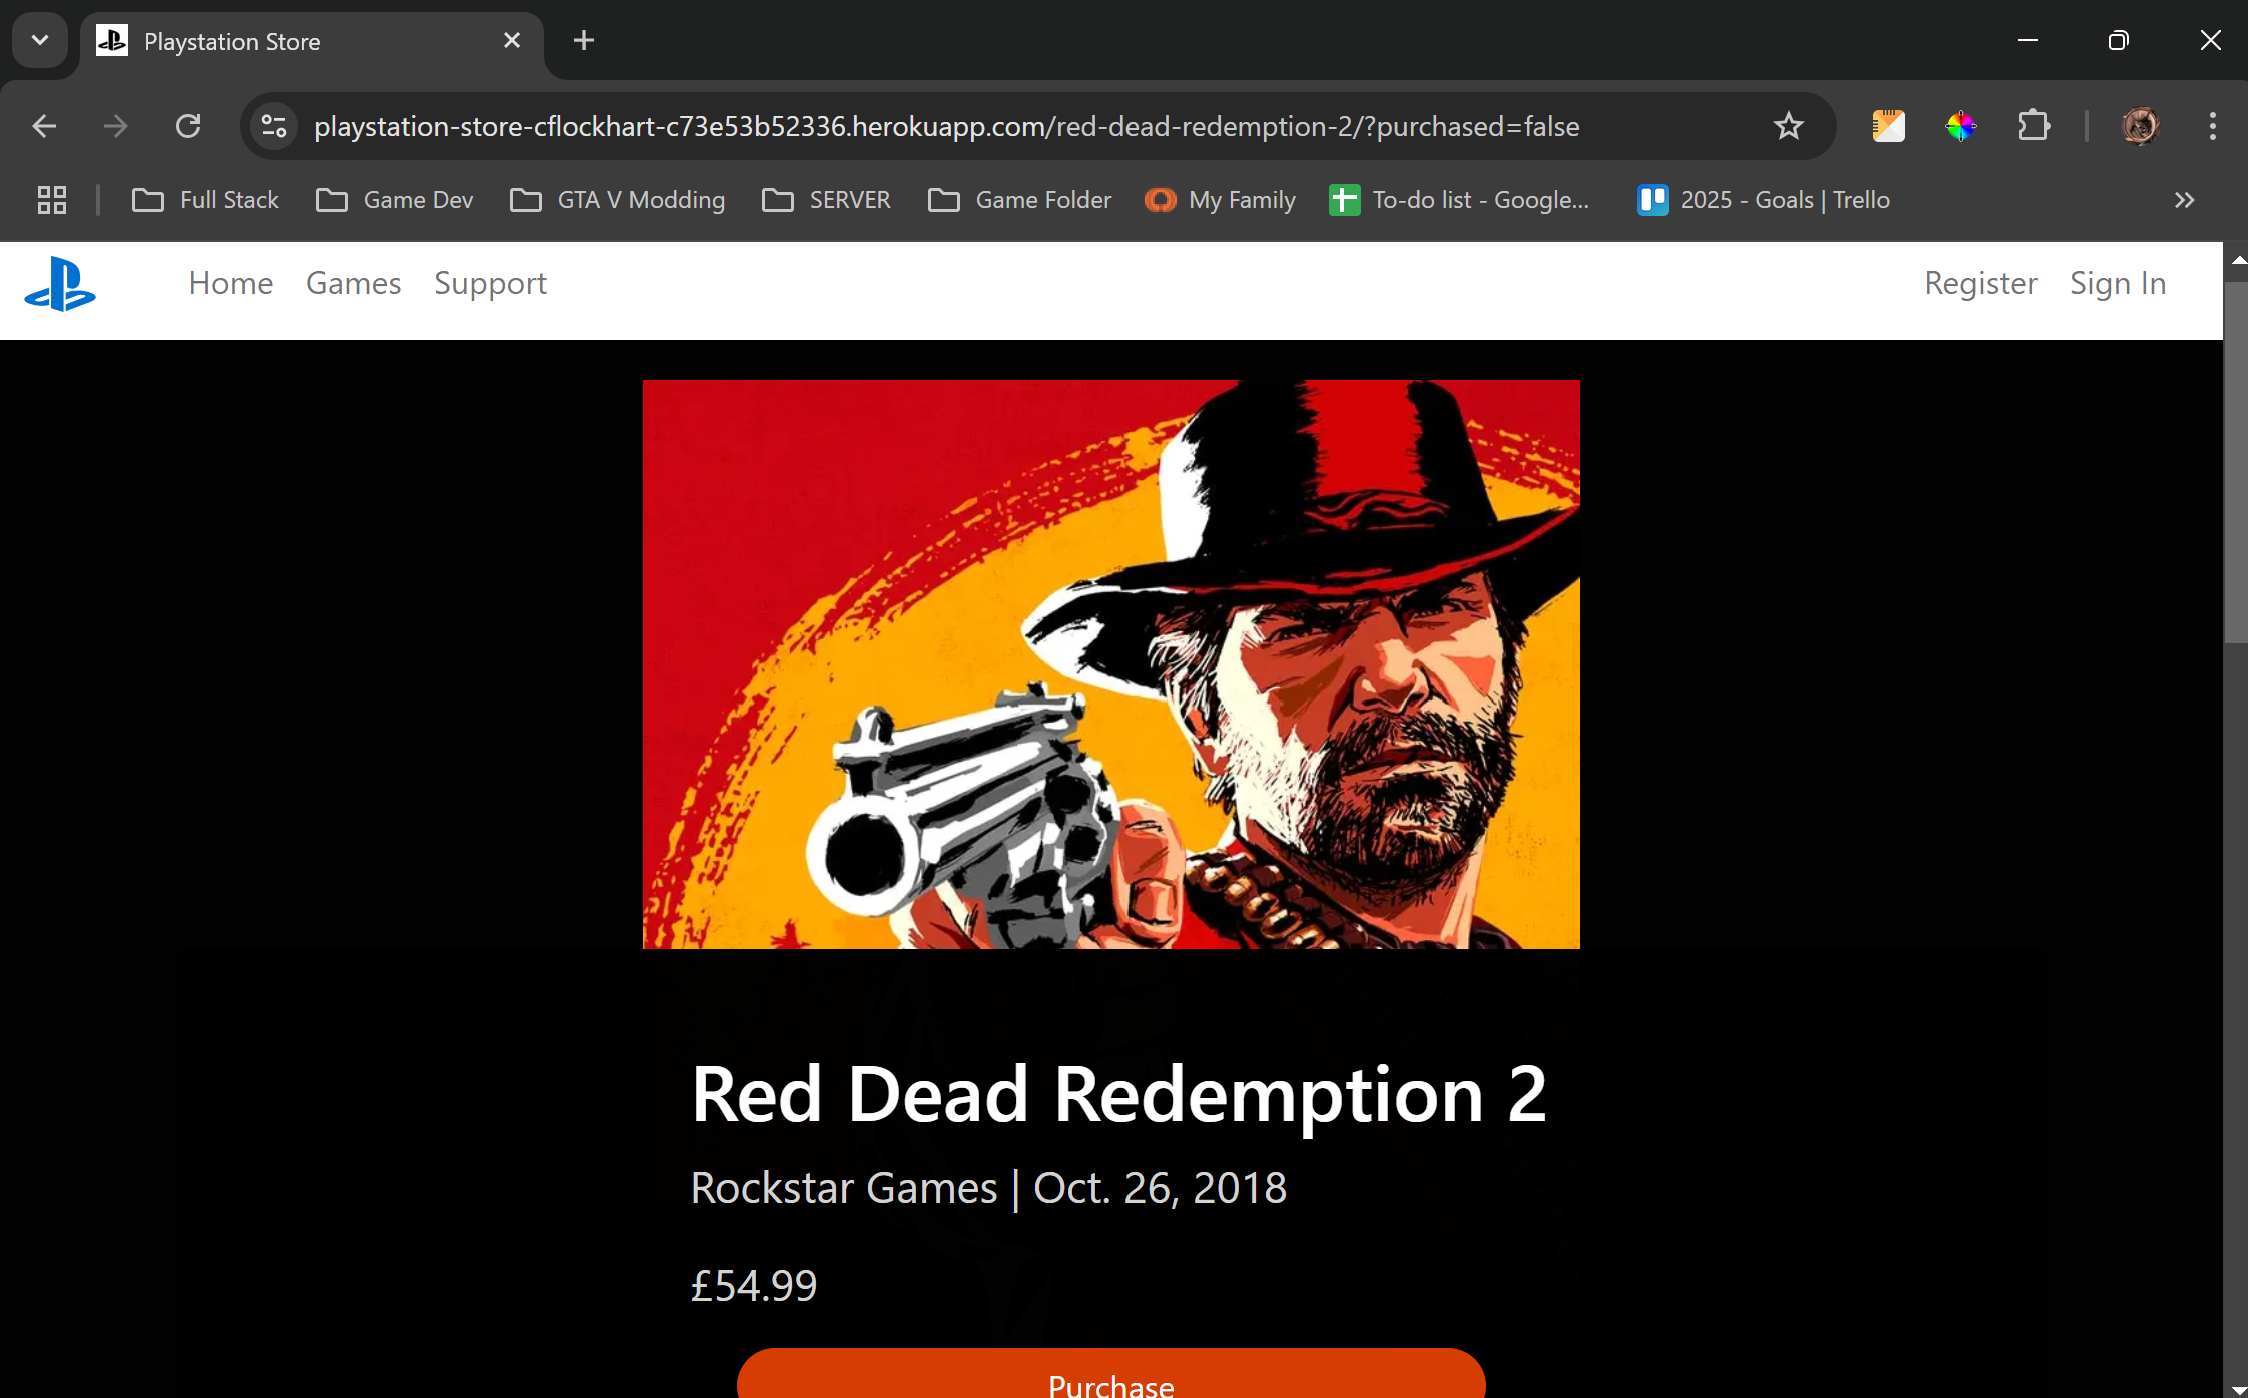 Playstation Store
playstation-store-cflockhart-c73e53b52336.herokuapp.com/red-dead-redemption-2/?purchased=false
Full Stack Game Dev GTA V Modding SERVER Game Folder My Family To-do list - Google... 2025 - Goals | Trello
Home Games Support Register Sign In
Red Dead Redemption 2
Rockstar Games | Oct. 26, 2018
£54.99
Purchase